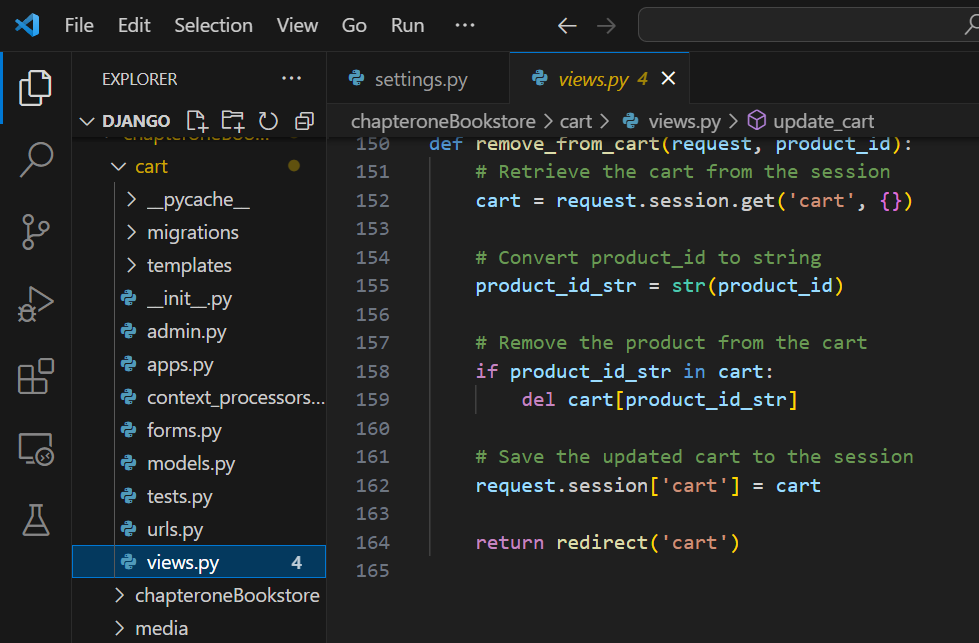 File Edit Selection View Go Run ···
EXPLORER ···
DJANGO
chapteroneBoo...
cart
__pycache__
migrations
templates
__init__.py
admin.py
apps.py
context_processors...
forms.py
models.py
tests.py
urls.py
views.py 4
chapteroneBookstore
media
settings.py views.py 4
chapteroneBookstore > cart > views.py > update_cart
150 def remove_from_cart(request, product_id):
151 # Retrieve the cart from the session
152 cart = request.session.get('cart', {})
153
154 # Convert product_id to string
155 product_id_str = str(product_id)
156
157 # Remove the product from the cart
158 if product_id_str in cart:
159 del cart[product_id_str]
160
161 # Save the updated cart to the session
162 request.session['cart'] = cart
163
164 return redirect('cart')
165